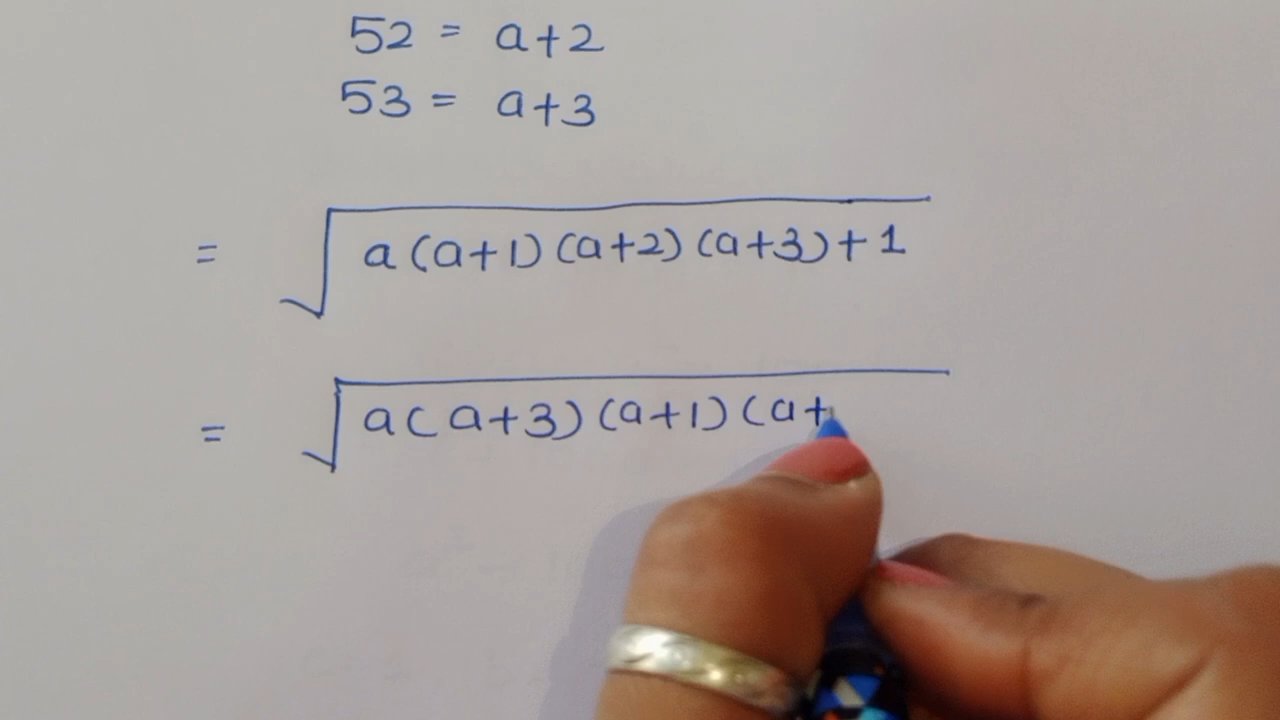 52 = a+2
53 = a+3
= √a(a+1)(a+2)(a+3)+1
= √a(a+3)(a+1)(a+